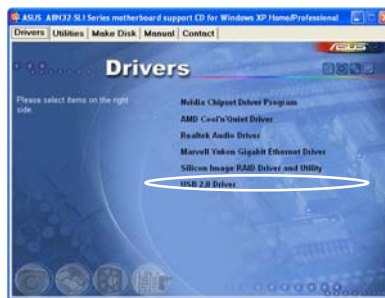 ASUS A8N32-SLI Series motherboard support CD for Windows XP Home/Professional
Drivers Utilities Make Disk Manual Contact
ASUS
Drivers
Please select items on the right
side.
Nvidia Chipset Driver Program
AMD Cool'n'Quiet Driver
Realtek Audio Driver
Marvell Yukon Gigabit Ethernet Driver
Silicon Image RAID Driver and Utility
USB 2.0 Driver